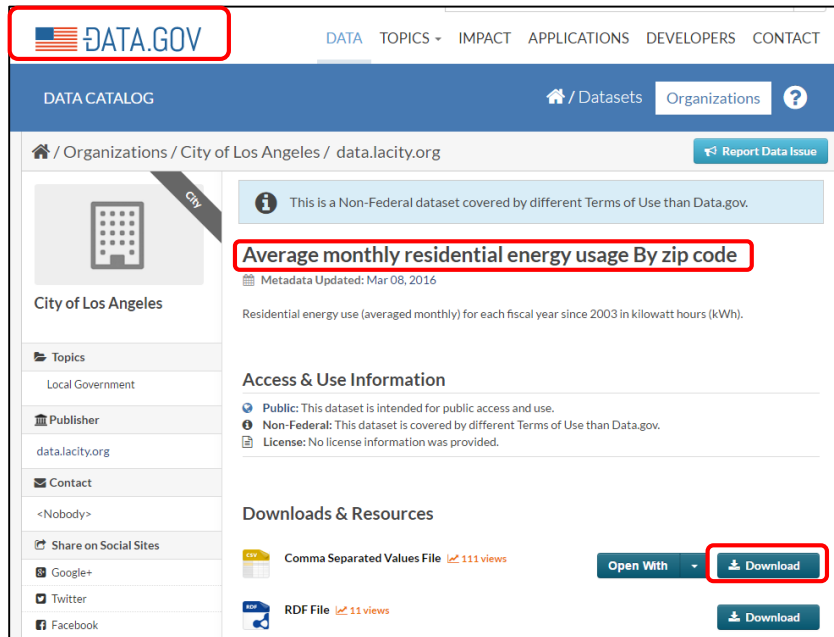 DATA.GOV
DATA TOPICS IMPACT APPLICATIONS DEVELOPERS CONTACT
DATA CATALOG
/ Datasets Organizations ?
/ Organizations / City of Los Angeles / data.lacity.org
Report Data Issue
City
This is a Non-Federal dataset covered by different Terms of Use than Data.gov.
Average monthly residential energy usage By zip code
Metadata Updated: Mar 08, 2016
City of Los Angeles
Residential energy use (averaged monthly) for each fiscal year since 2003 in kilowatt hours (kWh).
Topics
Local Government
Publisher
data.lacity.org
Contact
<Nobody>
Share on Social Sites
Google+
Twitter
Facebook
Access & Use Information
Public: This dataset is intended for public access and use.
Non-Federal: This dataset is covered by different Terms of Use than Data.gov.
License: No license information was provided.
Downloads & Resources
CSV
Comma Separated Values File 111 views
Open With
Download
RDF
RDF File 11 views
Download